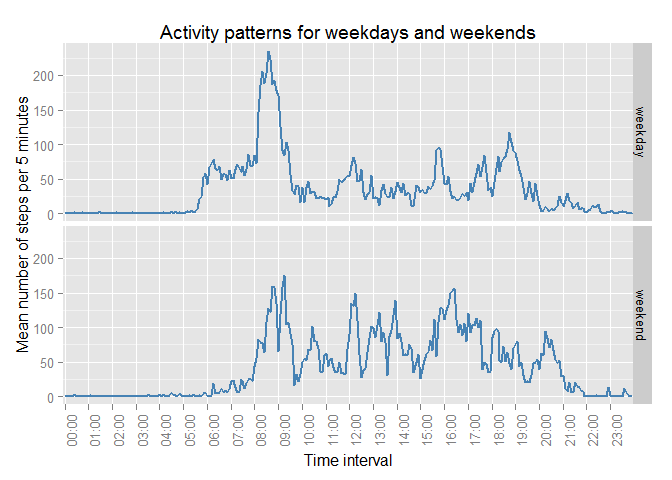 Activity patterns for weekdays and weekends
Mean number of steps per 5 minutes
200
150
100
50
0
weekday
200
150
100
50
0
weekend
00:00 01:00 02:00 03:00 04:00 05:00 06:00 07:00 08:00 09:00 10:00 11:00 12:00 13:00 14:00 15:00 16:00 17:00 18:00 19:00 20:00 21:00 22:00 23:00
Time interval